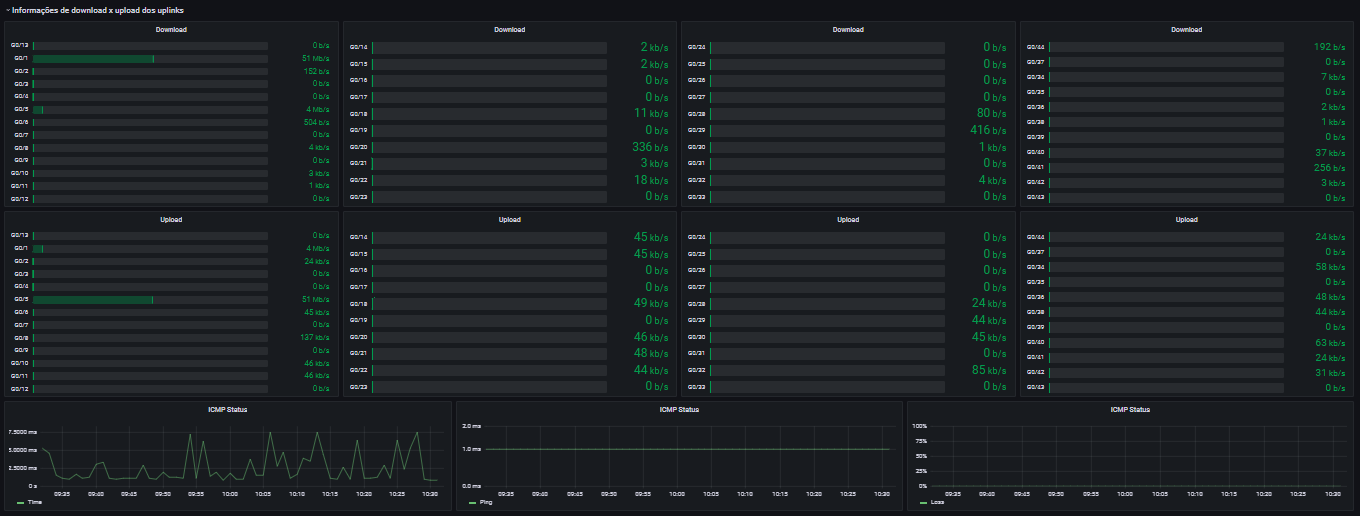 Informações de download x upload dos uplinks
Download
G0/13 0 b/s
G0/1 51 Mb/s
G0/2 152 b/s
G0/3 0 b/s
G0/4 0 b/s
G0/5 4 Mb/s
G0/6 504 b/s
G0/7 0 b/s
G0/8 4 kb/s
G0/9 0 b/s
G0/10 3 kb/s
G0/11 1 kb/s
G0/12 0 b/s
Download
G0/14 2 kb/s
G0/15 2 kb/s
G0/16 0 b/s
G0/17 0 b/s
G0/18 11 kb/s
G0/19 0 b/s
G0/20 336 b/s
G0/21 3 kb/s
G0/22 18 kb/s
G0/23 0 b/s
Download
G0/24 0 b/s
G0/25 0 b/s
G0/26 0 b/s
G0/27 0 b/s
G0/28 80 b/s
G0/29 416 b/s
G0/30 1 kb/s
G0/31 0 b/s
G0/32 4 kb/s
G0/33 0 b/s
Download
G0/44 192 b/s
G0/37 0 b/s
G0/34 7 kb/s
G0/35 0 b/s
G0/36 2 kb/s
G0/38 1 kb/s
G0/39 0 b/s
G0/40 37 kb/s
G0/41 256 b/s
G0/42 3 kb/s
G0/43 0 b/s
Upload
G0/13 0 b/s
G0/1 4 Mb/s
G0/2 24 kb/s
G0/3 0 b/s
G0/4 0 b/s
G0/5 51 Mb/s
G0/6 45 kb/s
G0/7 0 b/s
G0/8 137 kb/s
G0/9 0 b/s
G0/10 46 kb/s
G0/11 46 kb/s
G0/12 0 b/s
Upload
G0/14 45 kb/s
G0/15 45 kb/s
G0/16 0 b/s
G0/17 0 b/s
G0/18 49 kb/s
G0/19 0 b/s
G0/20 46 kb/s
G0/21 48 kb/s
G0/22 44 kb/s
G0/23 0 b/s
Upload
G0/24 0 b/s
G0/25 0 b/s
G0/26 0 b/s
G0/27 0 b/s
G0/28 24 kb/s
G0/29 44 kb/s
G0/30 45 kb/s
G0/31 0 b/s
G0/32 85 kb/s
G0/33 0 b/s
Upload
G0/44 24 kb/s
G0/37 0 b/s
G0/34 58 kb/s
G0/35 0 b/s
G0/36 48 kb/s
G0/38 44 kb/s
G0/39 0 b/s
G0/40 63 kb/s
G0/41 24 kb/s
G0/42 31 kb/s
G0/43 0 b/s
ICMP Status
7.5000 ms
5.0000 ms
2.5000 ms
0 s
09:35 09:40 09:45 09:50 09:55 10:00 10:05 10:10 10:15 10:20 10:25 10:30
Time
ICMP Status
2.0 ms
1.0 ms
0.0 ms
09:35 09:40 09:45 09:50 09:55 10:00 10:05 10:10 10:15 10:20 10:25 10:30
Ping
ICMP Status
100%
75%
50%
25%
0%
09:35 09:40 09:45 09:50 09:55 10:00 10:05 10:10 10:15 10:20 10:25 10:30
Loss